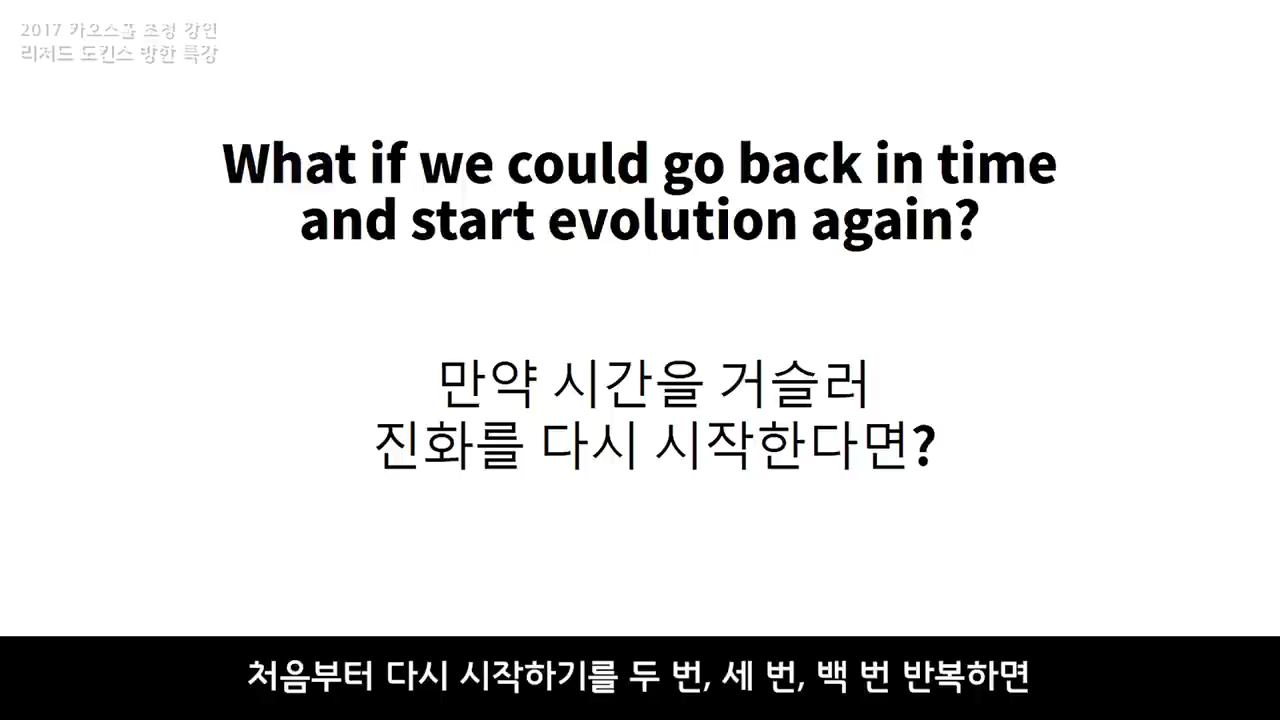 2017 카오스홀 초청 강연
리처드 도킨스 방한 특강
What if we could go back in time
and start evolution again?
만약 시간을 거슬러
진화를 다시 시작한다면?
처음부터 다시 시작하기를 두 번, 세 번, 백 번 반복하면